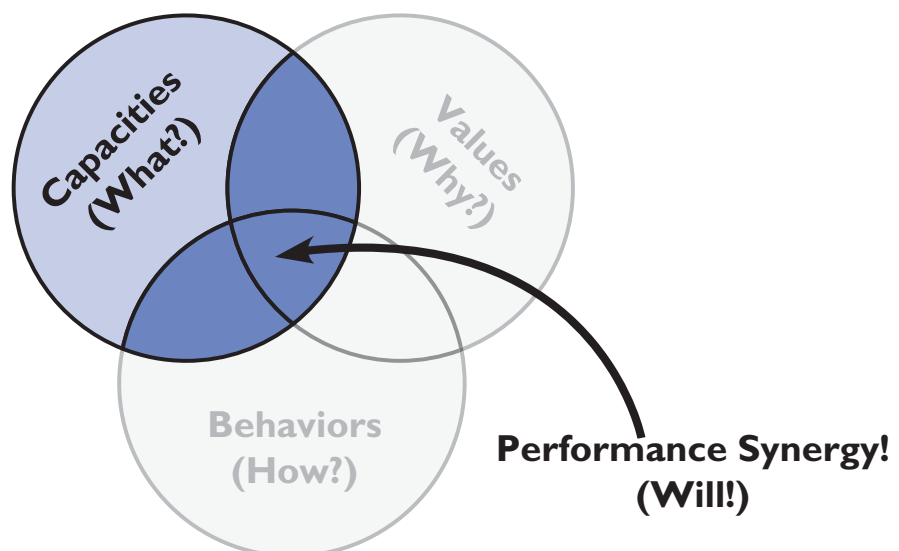 Capacities
(What?)
Values
(Why?)
Behaviors
(How?)
Performance Synergy!
(Will!)